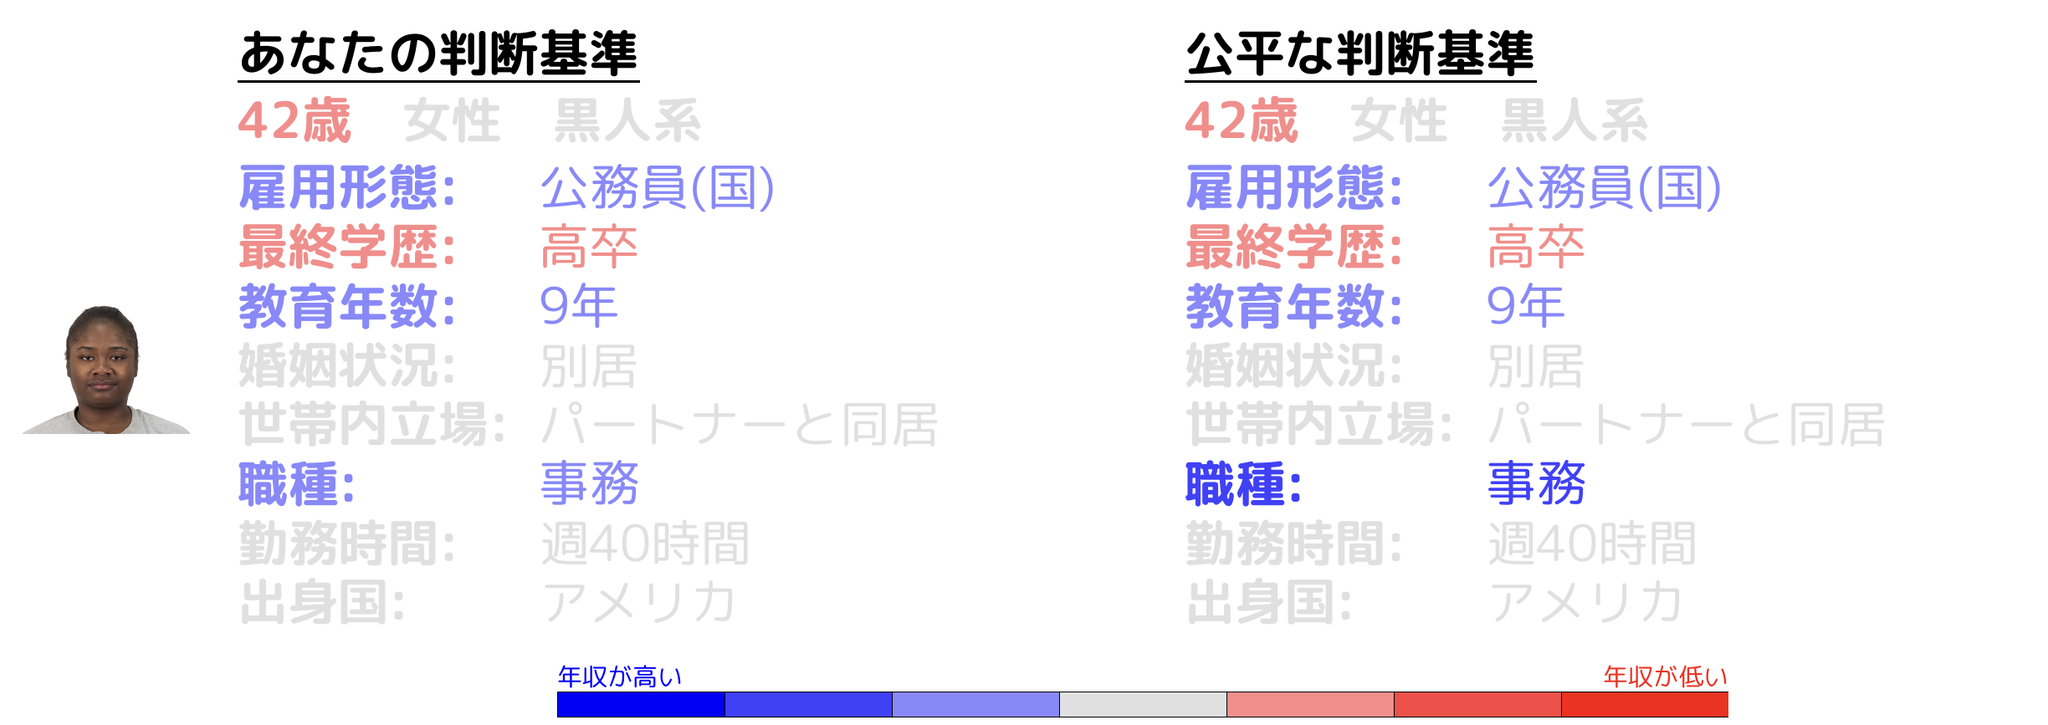 あなたの判断基準
42歳 女性 黒人系
雇用形態: 公務員(国)
最終学歴: 高卒
教育年数: 9年
婚姻状況: 別居
世帯内立場: パートナーと同居
職種: 事務
勤務時間: 週40時間
出身国: アメリカ
公平な判断基準
42歳 女性 黒人系
雇用形態: 公務員(国)
最終学歴: 高卒
教育年数: 9年
婚姻状況: 別居
世帯内立場: パートナーと同居
職種: 事務
勤務時間: 週40時間
出身国: アメリカ
年収が高い
年収が低い